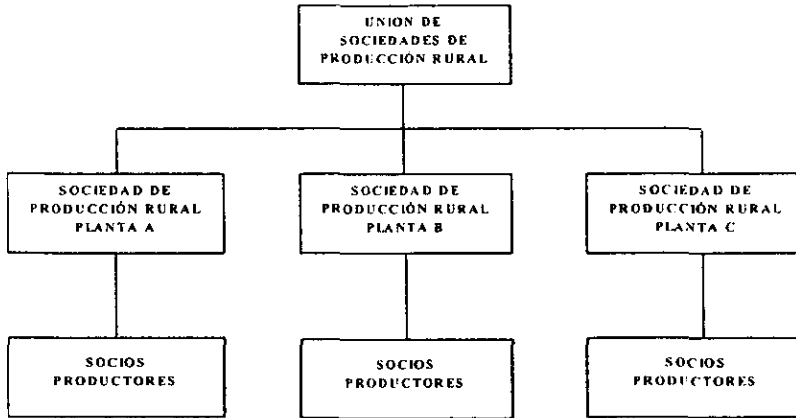 UNION DE
SOCIEDADES DE
PRODUCCIÓN RURAL
SOCIEDAD DE
PRODUCCIÓN RURAL
PLANTA A
SOCIEDAD DE
PRODUCCIÓN RURAL
PLANTA B
SOCIEDAD DE
PRODUCCIÓN RURAL
PLANTA C
SOCIOS
PRODUCTORES
SOCIOS
PRODUCTORES
SOCIOS
PRODUCTORES